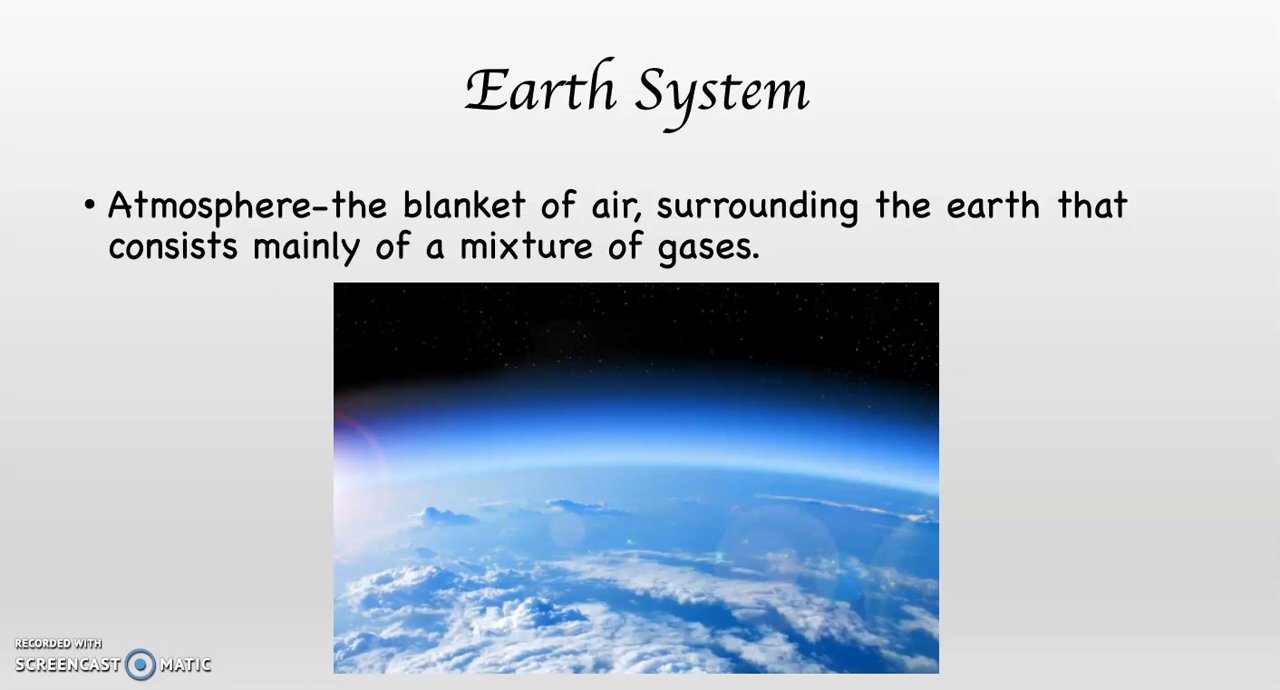 Earth System
• Atmosphere-the blanket of air, surrounding the earth that
consists mainly of a mixture of gases.
RECORDED WITH
SCREENCAST MATIC